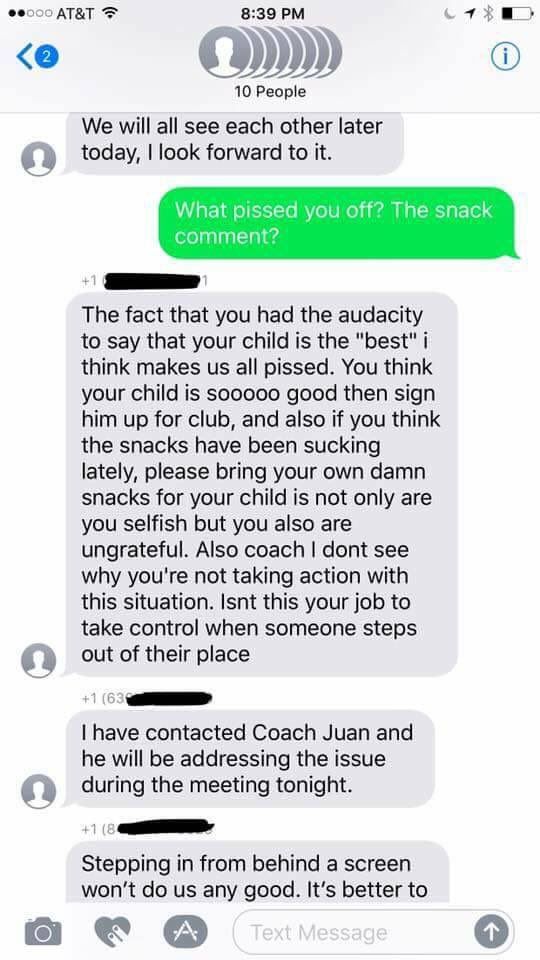 AT&T
8:39 PM
2
10 People
We will all see each other later
today, I look forward to it.
What pissed you off? The snack
comment?
+1 ( 1
The fact that you had the audacity
to say that your child is the "best" i
think makes us all pissed. You think
your child is sooooo good then sign
him up for club, and also if you think
the snacks have been sucking
lately, please bring your own damn
snacks for your child is not only are
you selfish but you also are
ungrateful. Also coach I dont see
why you're not taking action with
this situation. Isnt this your job to
take control when someone steps
out of their place
+1 (63
I have contacted Coach Juan and
he will be addressing the issue
during the meeting tonight.
+1 (8
Stepping in from behind a screen
won't do us any good. It's better to
Text Message